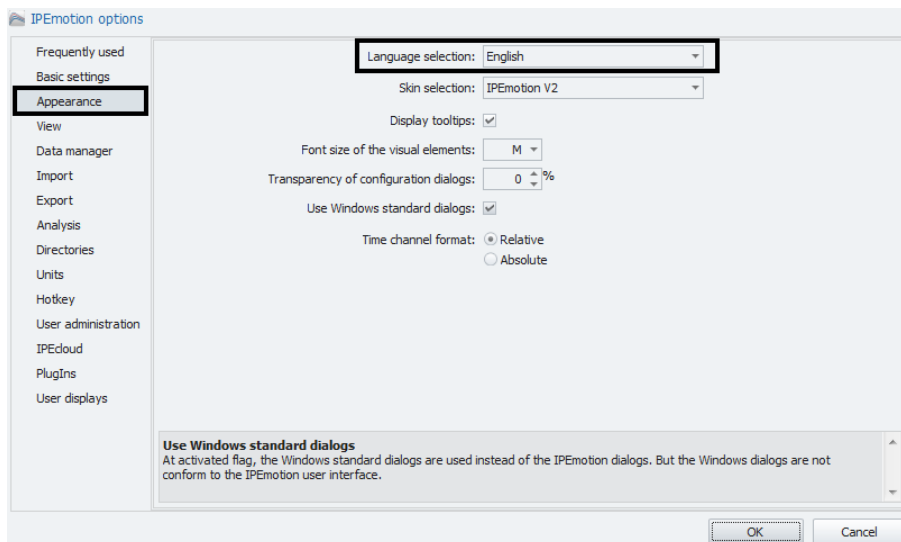 IPEmotion options
Frequently used
Basic settings
Appearance
View
Data manager
Import
Export
Analysis
Directories
Units
Hotkey
User administration
IPEcloud
PlugIns
User displays
Language selection: English
Skin selection: IPEmotion V2
Display tooltips:
Font size of the visual elements: M
Transparency of configuration dialogs: 0 %
Use Windows standard dialogs:
Time channel format: Relative
Absolute
Use Windows standard dialogs
At activated flag, the Windows standard dialogs are used instead of the IPEmotion dialogs. But the Windows dialogs are not
conform to the IPEmotion user interface.
OK Cancel